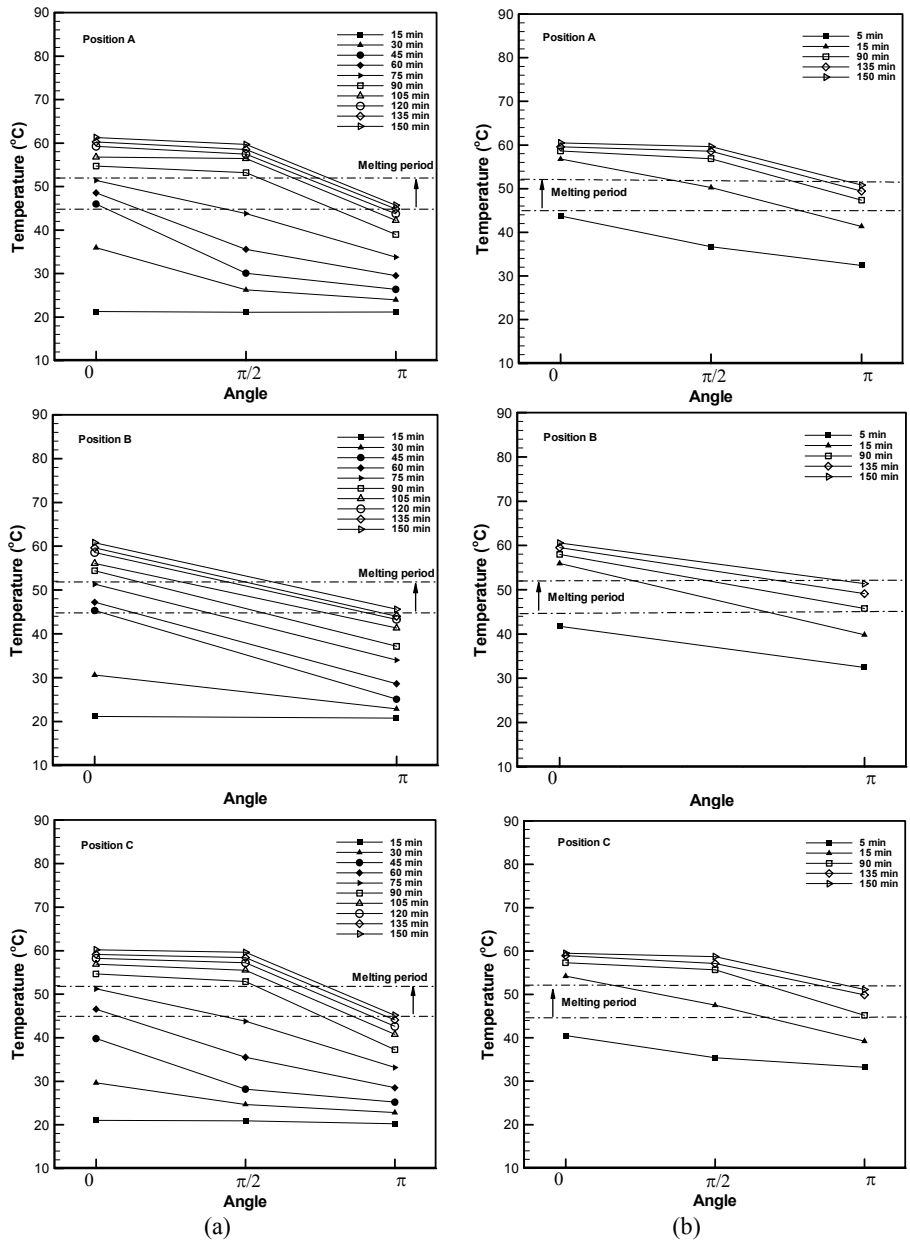 90
80
70
60
50
40
30
20
10
Temperature (°C)
Position A
15 min
30 min
45 min
60 min
75 min
90 min
105 min
120 min
135 min
150 min
Melting period
0
π/2
π
Angle
90
80
70
60
50
40
30
20
10
Temperature (°C)
Position A
5 min
15 min
90 min
135 min
150 min
Melting period
0
π/2
π
Angle
90
80
70
60
50
40
30
20
10
Temperature (°C)
Position B
15 min
30 min
45 min
60 min
75 min
90 min
105 min
120 min
135 min
150 min
Melting period
0
π
Angle
90
80
70
60
50
40
30
20
10
Temperature (°C)
Position B
5 min
15 min
90 min
135 min
150 min
Melting period
0
π
Angle
90
80
70
60
50
40
30
20
10
Temperature (°C)
Position C
15 min
30 min
45 min
60 min
75 min
90 min
105 min
120 min
135 min
150 min
Melting period
0
π/2
π
Angle
(a)
90
80
70
60
50
40
30
20
10
Temperature (°C)
Position C
5 min
15 min
90 min
135 min
150 min
Melting period
0
π/2
π
Angle
(b)